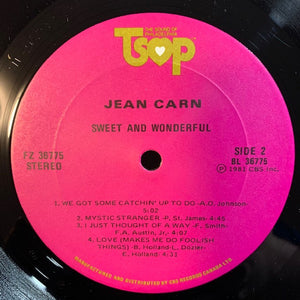 THE SOUND OF
PHILADELPHIA
TSOP
JEAN CARN
SWEET AND WONDERFUL
FZ 36775
STEREO
SIDE 2
BL 36775
℗ 1981 CBS Inc.
1. WE GOT SOME CATCHIN' UP TO DO -A.O. Johnson-
5:02
2. MYSTIC STRANGER -P. St. James- 4:45
3. I JUST THOUGHT OF A WAY -F. Smith-
F.A. Austin, Jr.- 4:07
4. LOVE (MAKES ME DO FOOLISH
THINGS) -B. Holland-L. Dozier-
E. Holland- 4:31
MANUFACTURED AND DISTRIBUTED BY CBS RECORDS CANADA LTD